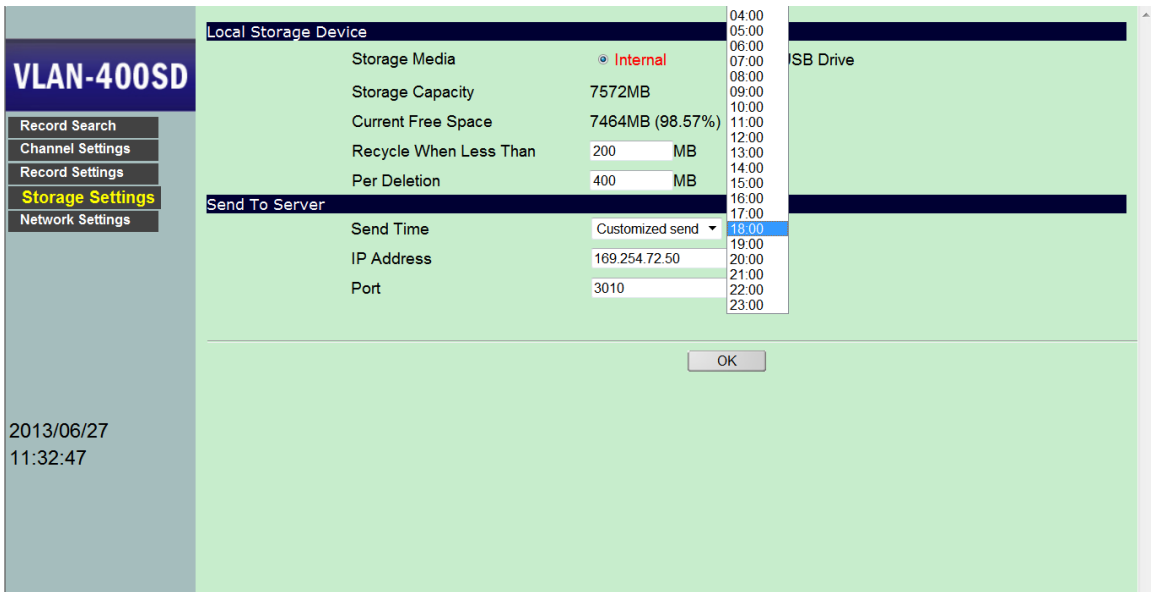 VLAN-400SD
Record Search
Channel Settings
Record Settings
Storage Settings
Network Settings
2013/06/27
11:32:47
Local Storage Device
Storage Media Internal SB Drive
Storage Capacity 7572MB
Current Free Space 7464MB (98.57%)
Recycle When Less Than 200 MB
Per Deletion 400 MB
Send To Server
Send Time Customized send
IP Address 169.254.72.50
Port 3010
04:00
05:00
06:00
07:00
08:00
09:00
10:00
11:00
12:00
13:00
14:00
15:00
16:00
17:00
18:00
19:00
20:00
21:00
22:00
23:00
OK